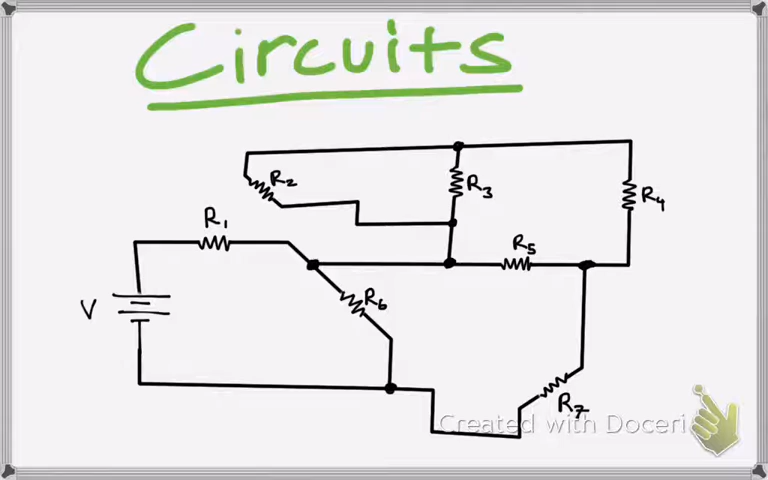 Circuits
R2
R3
R4
R1
R5
V
R6
R7
Created with Doceri